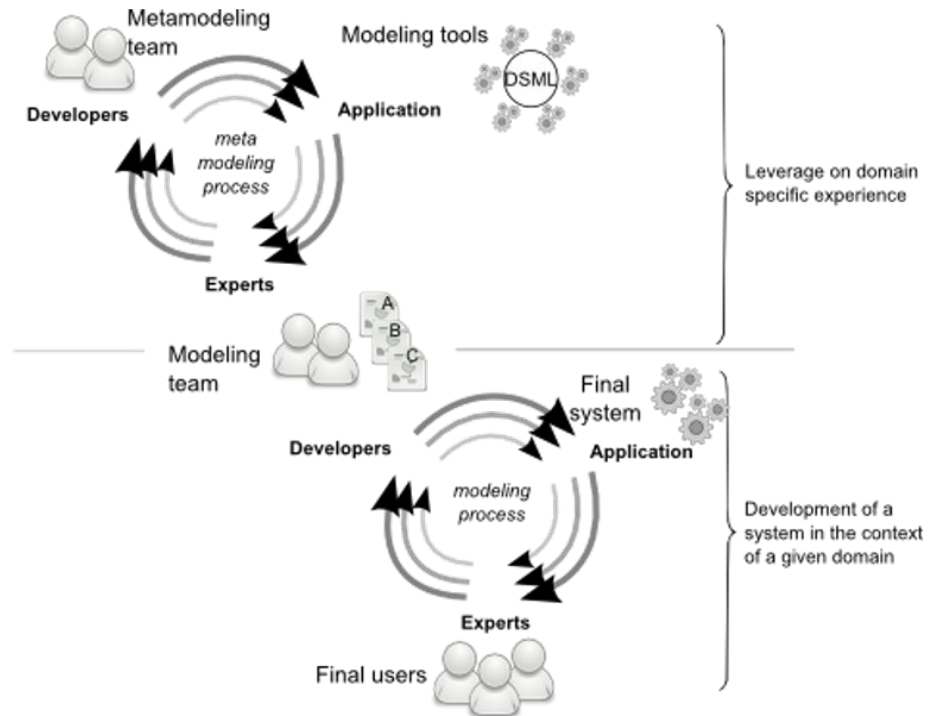 Metamodeling
team
Modeling tools
DSML
Developers
Application
meta
modeling
process
Leverage on domain
specific experience
Experts
A
B
C
Modeling
team
Final
system
Developers
Application
modeling
process
Development of a
system in the context
of a given domain
Experts
Final users